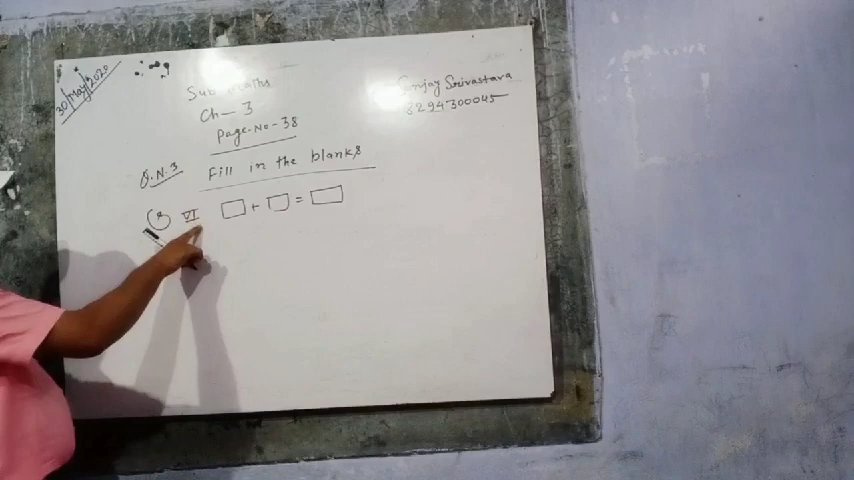 30/May/2020
Sub Maths
Sanjay Srivastava
8294300045
Ch-3
Page-No-38
Q.N.3 Fill in the blanks
VI □ + □ = □